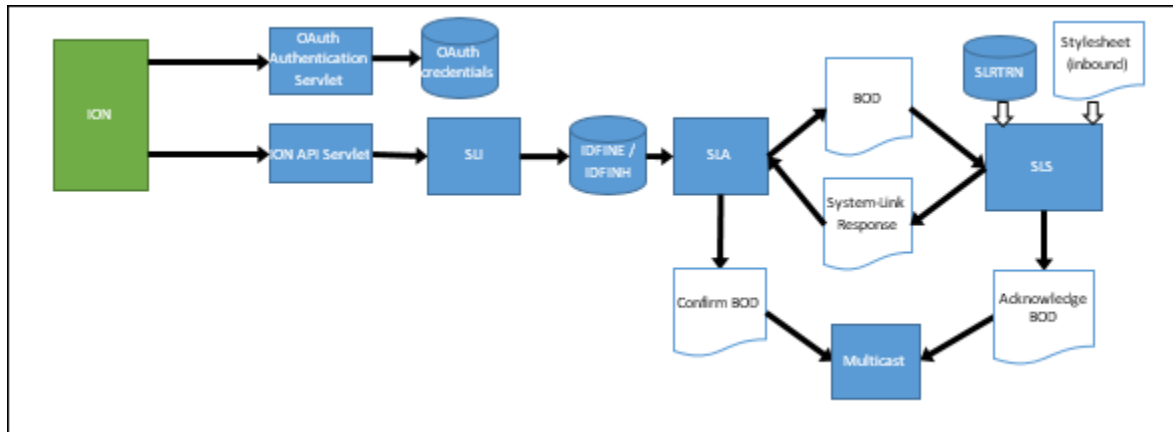 ION
OAuth
Authentication
Servlet
OAuth
credentials
ION API Servlet
SLI
IDFINE /
IDFINH
SLA
BOD
System-Link
Response
SLRTRN
Stylesheet
(inbound)
SLS
Confirm BOD
Acknowledge
BOD
Multicast